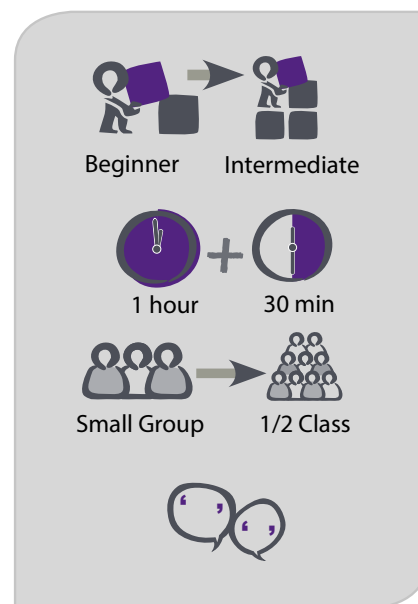 Beginner Intermediate
1 hour + 30 min
Small Group 1/2 Class
‘ ’ ‘ ’